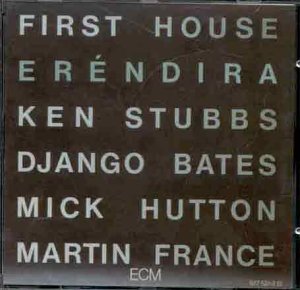 FIRST HOUSE
ERÉNDIRA
KEN STUBBS
DJANGO BATES
MICK HUTTON
MARTIN FRANCE
ECM